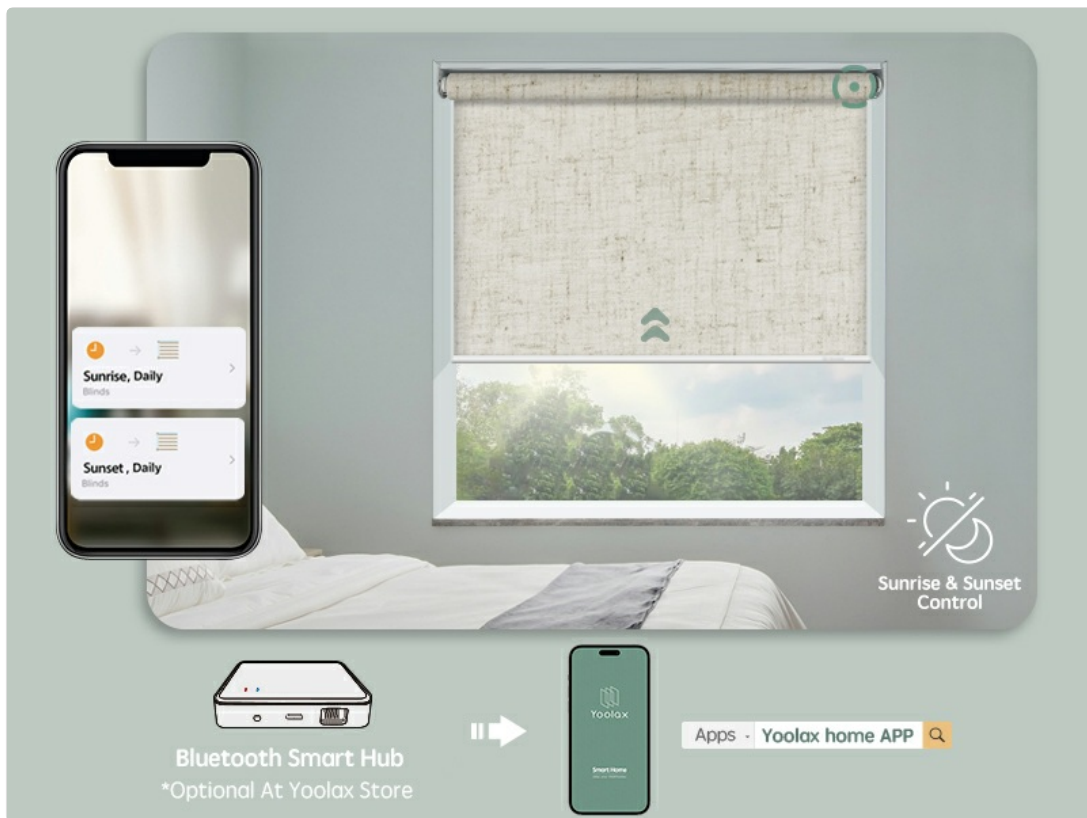 Sunrise, Daily
Blinds
Sunset , Daily
Blinds
Sunrise & Sunset
Control
Bluetooth Smart Hub
*Optional At Yoolax Store
Yoolax
Smart Home
Apps - Yoolax home APP